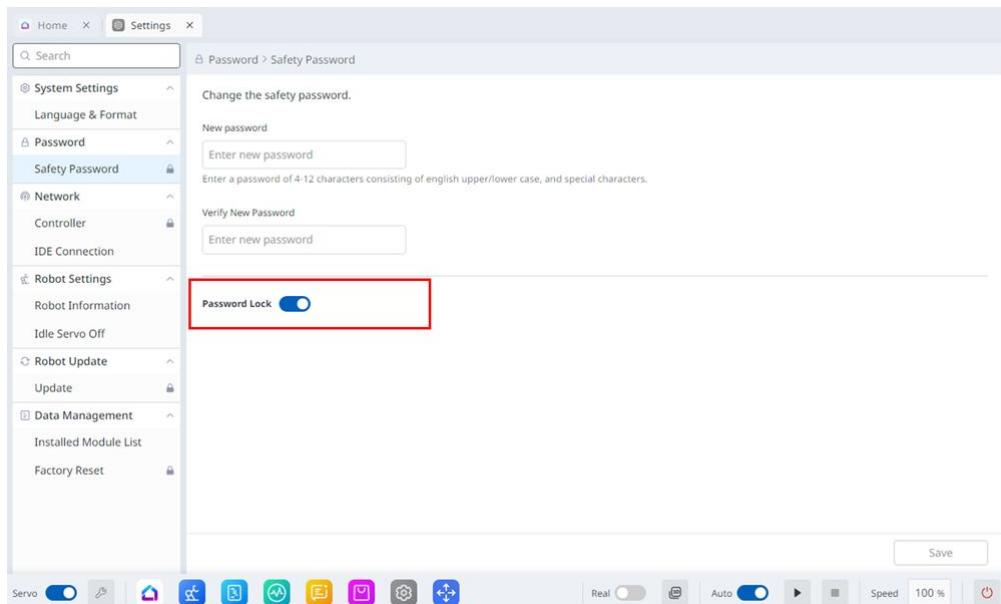 Home × Settings ×
Search
Password > Safety Password
System Settings
Language & Format
Password
Safety Password
Network
Controller
IDE Connection
Robot Settings
Robot Information
Idle Servo Off
Robot Update
Update
Data Management
Installed Module List
Factory Reset
Change the safety password.
New password
Enter new password
Enter a password of 4-12 characters consisting of english upper/lower case, and special characters.
Verify New Password
Enter new password
Password Lock
Save
Servo Real Auto Speed 100 %